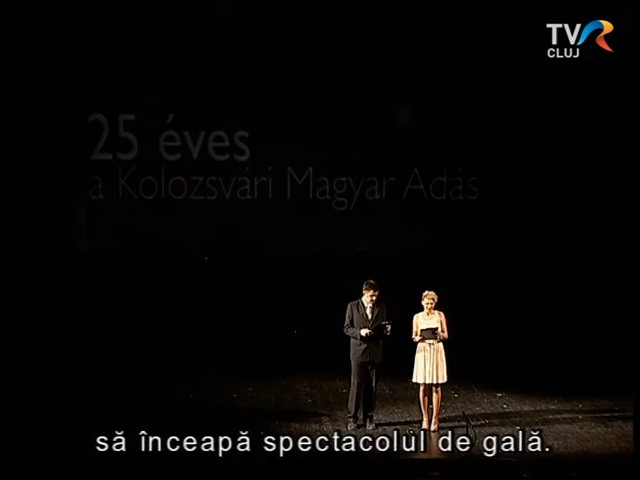 TVR
CLUJ
25 éves
a Kolozsvári Magyar Adás
să înceapă spectacolul de gală.